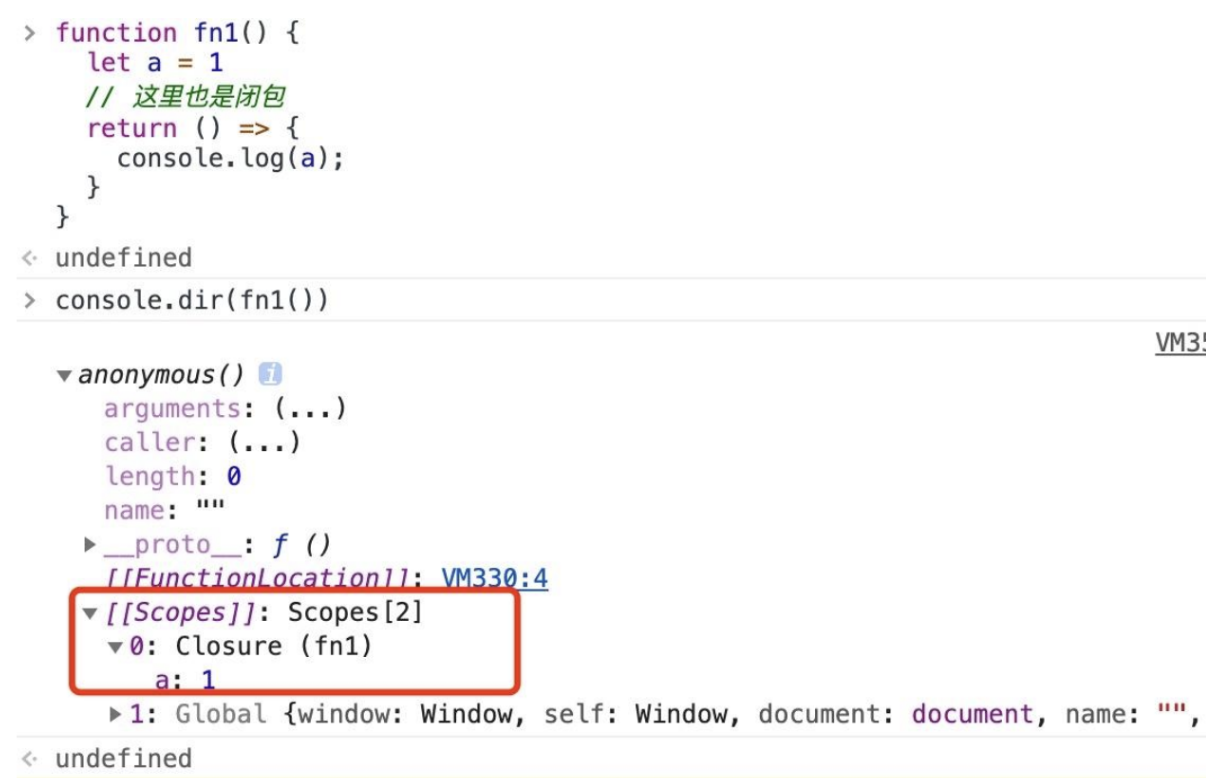 > function fn1() {
let a = 1
// 这里也是闭包
return () => {
console.log(a);
}
}
undefined
> console.dir(fn1())
VM35
▼ anonymous() i
arguments: (...)
caller: (...)
length: 0
name: ""
▶ __proto__: ƒ ()
[[FunctionLocation]]: VM330:4
▼ [[Scopes]]: Scopes[2]
▼ 0: Closure (fn1)
a: 1
▶ 1: Global {window: Window, self: Window, document: document, name: "",
undefined